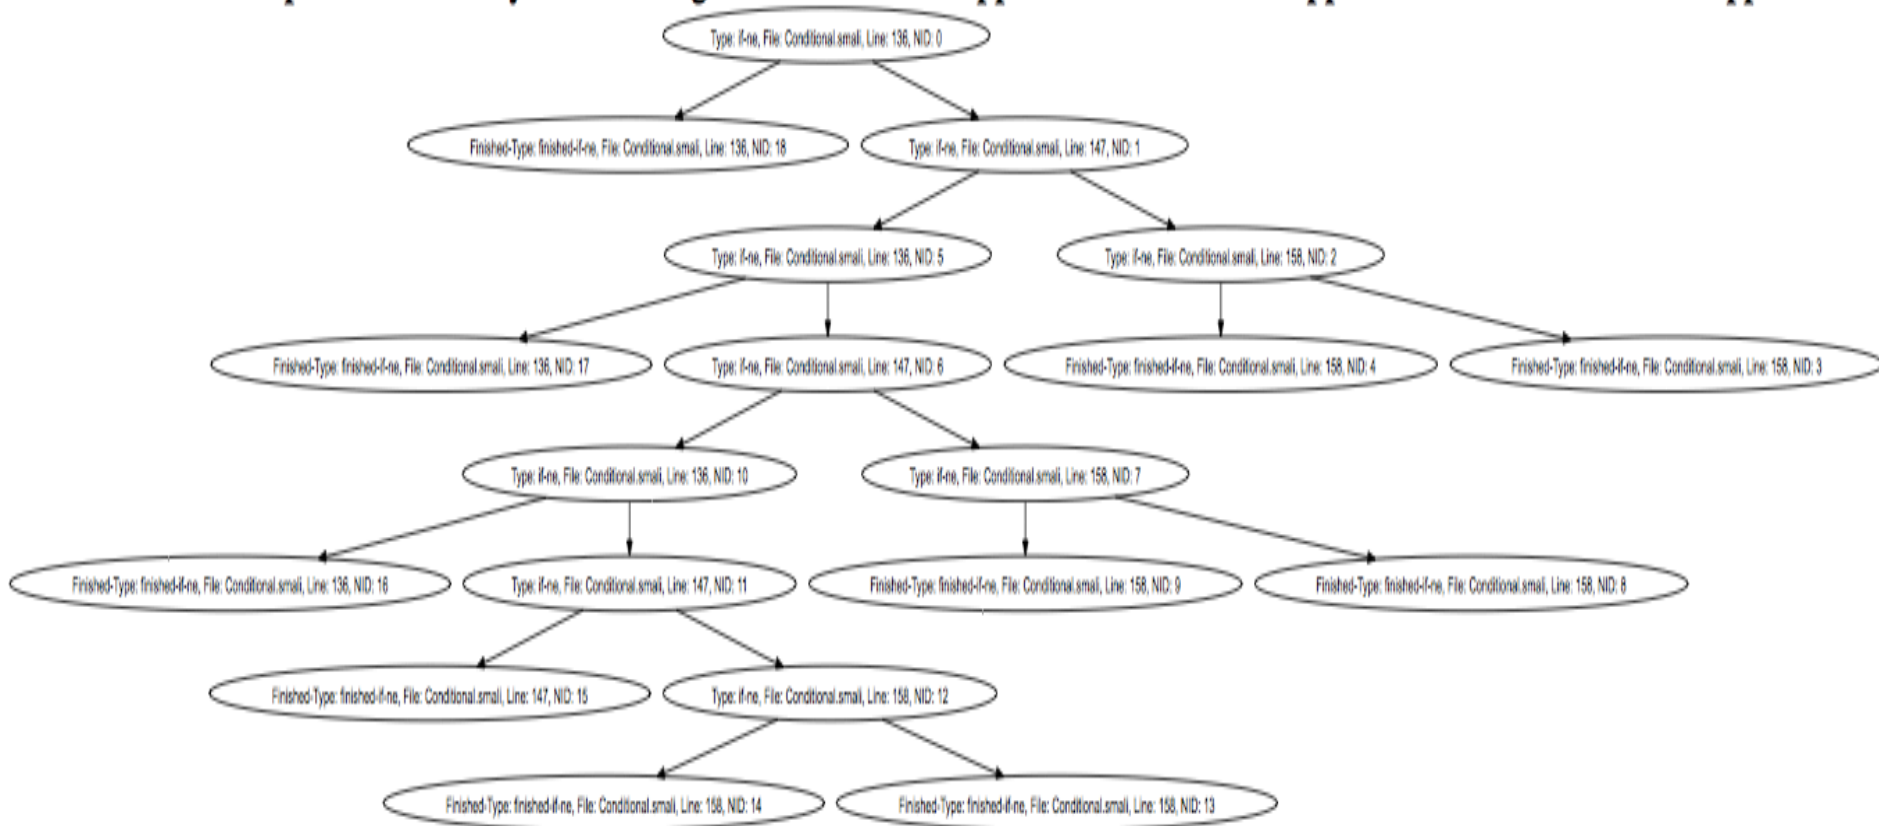 Type: if-ne, File: Conditional.smali, Line: 136, NID: 0
Finished-Type: finished-if-ne, File: Conditional.smali, Line: 136, NID: 18
Type: if-ne, File: Conditional.smali, Line: 147, NID: 1
Type: if-ne, File: Conditional.smali, Line: 136, NID: 5
Type: if-ne, File: Conditional.smali, Line: 158, NID: 2
Finished-Type: finished-if-ne, File: Conditional.smali, Line: 136, NID: 17
Type: if-ne, File: Conditional.smali, Line: 147, NID: 6
Finished-Type: finished-if-ne, File: Conditional.smali, Line: 158, NID: 4
Finished-Type: finished-if-ne, File: Conditional.smali, Line: 158, NID: 3
Type: if-ne, File: Conditional.smali, Line: 136, NID: 10
Type: if-ne, File: Conditional.smali, Line: 158, NID: 7
Finished-Type: finished-if-ne, File: Conditional.smali, Line: 136, NID: 16
Type: if-ne, File: Conditional.smali, Line: 147, NID: 11
Finished-Type: finished-if-ne, File: Conditional.smali, Line: 158, NID: 9
Finished-Type: finished-if-ne, File: Conditional.smali, Line: 158, NID: 8
Finished-Type: finished-if-ne, File: Conditional.smali, Line: 147, NID: 15
Type: if-ne, File: Conditional.smali, Line: 158, NID: 12
Finished-Type: finished-if-ne, File: Conditional.smali, Line: 158, NID: 14
Finished-Type: finished-if-ne, File: Conditional.smali, Line: 158, NID: 13